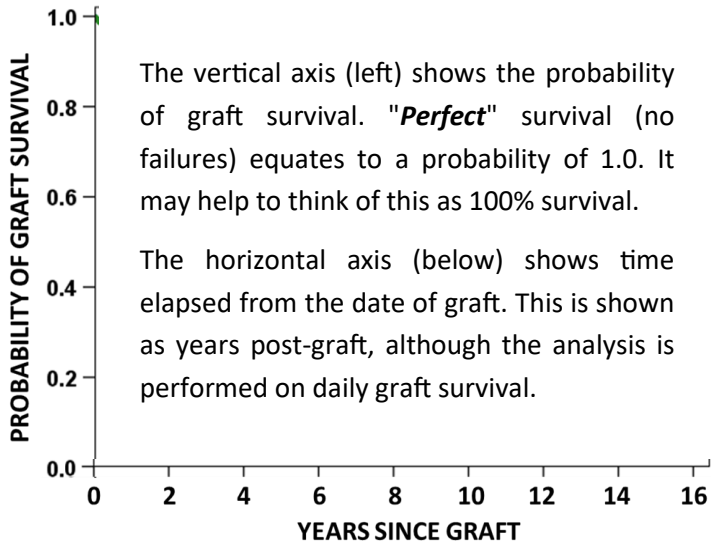 1.0
0.8
0.6
0.4
0.2
0.0
PROBABILITY OF GRAFT SURVIVAL
The vertical axis (left) shows the probability
of graft survival. "Perfect" survival (no
failures) equates to a probability of 1.0. It
may help to think of this as 100% survival.
The horizontal axis (below) shows time
elapsed from the date of graft. This is shown
as years post-graft, although the analysis is
performed on daily graft survival.
0 2 4 6 8 10 12 14 16
YEARS SINCE GRAFT